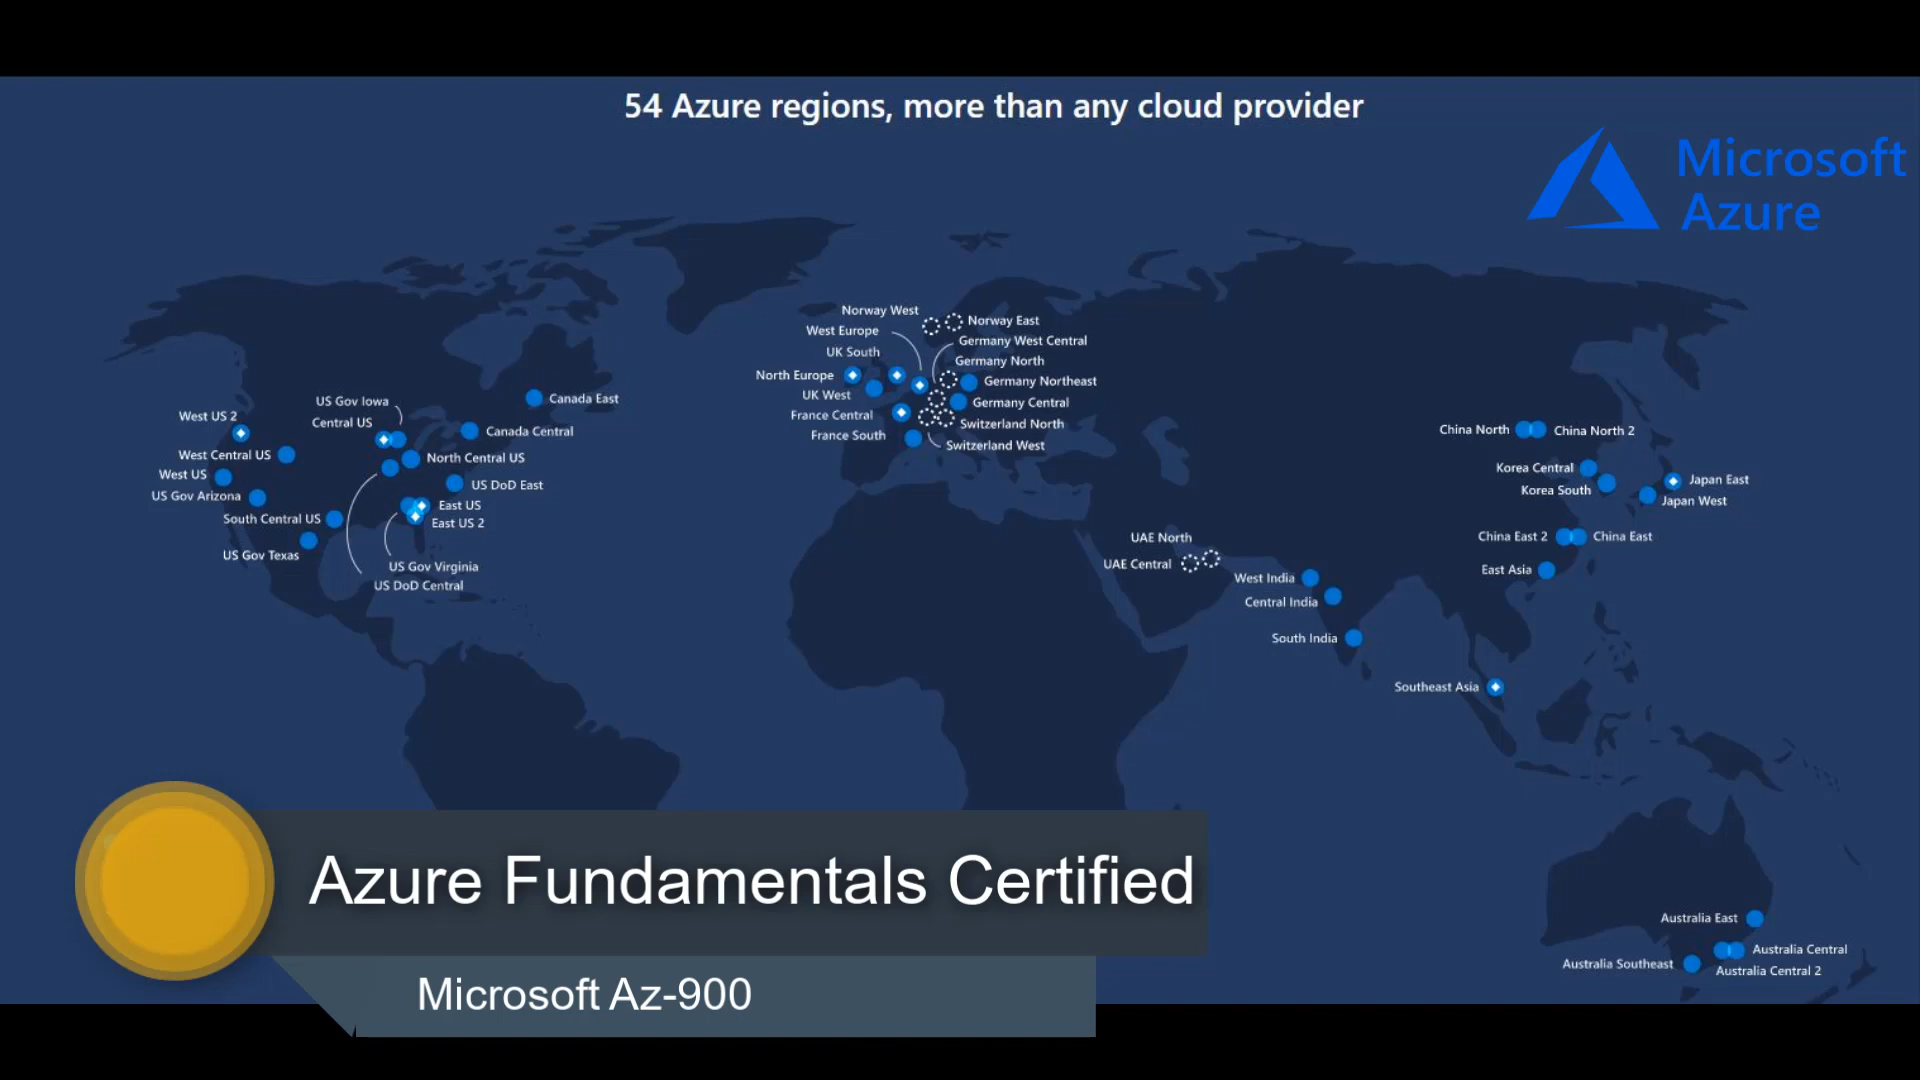 54 Azure regions, more than any cloud provider
Microsoft
Azure
Norway West
Norway East
West Europe
Germany West Central
UK South
Germany North
North Europe
Germany Northeast
UK West
Germany Central
France Central
Switzerland North
France South
Switzerland West
US Gov Iowa
Canada East
West US 2
Central US
Canada Central
West Central US
North Central US
West US
US DoD East
US Gov Arizona
East US
South Central US
East US 2
US Gov Texas
US Gov Virginia
US DoD Central
China North
China North 2
Korea Central
Japan East
Korea South
Japan West
China East 2
China East
UAE North
UAE Central
East Asia
West India
Central India
South India
Southeast Asia
Australia East
Australia Central
Australia Southeast
Australia Central 2
Azure Fundamentals Certified
Microsoft Az-900